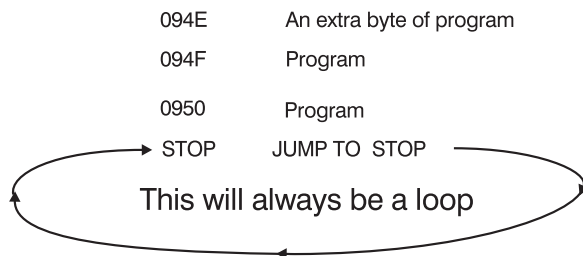 094E An extra byte of program
094F Program
0950 Program
STOP JUMP TO STOP
This will always be a loop